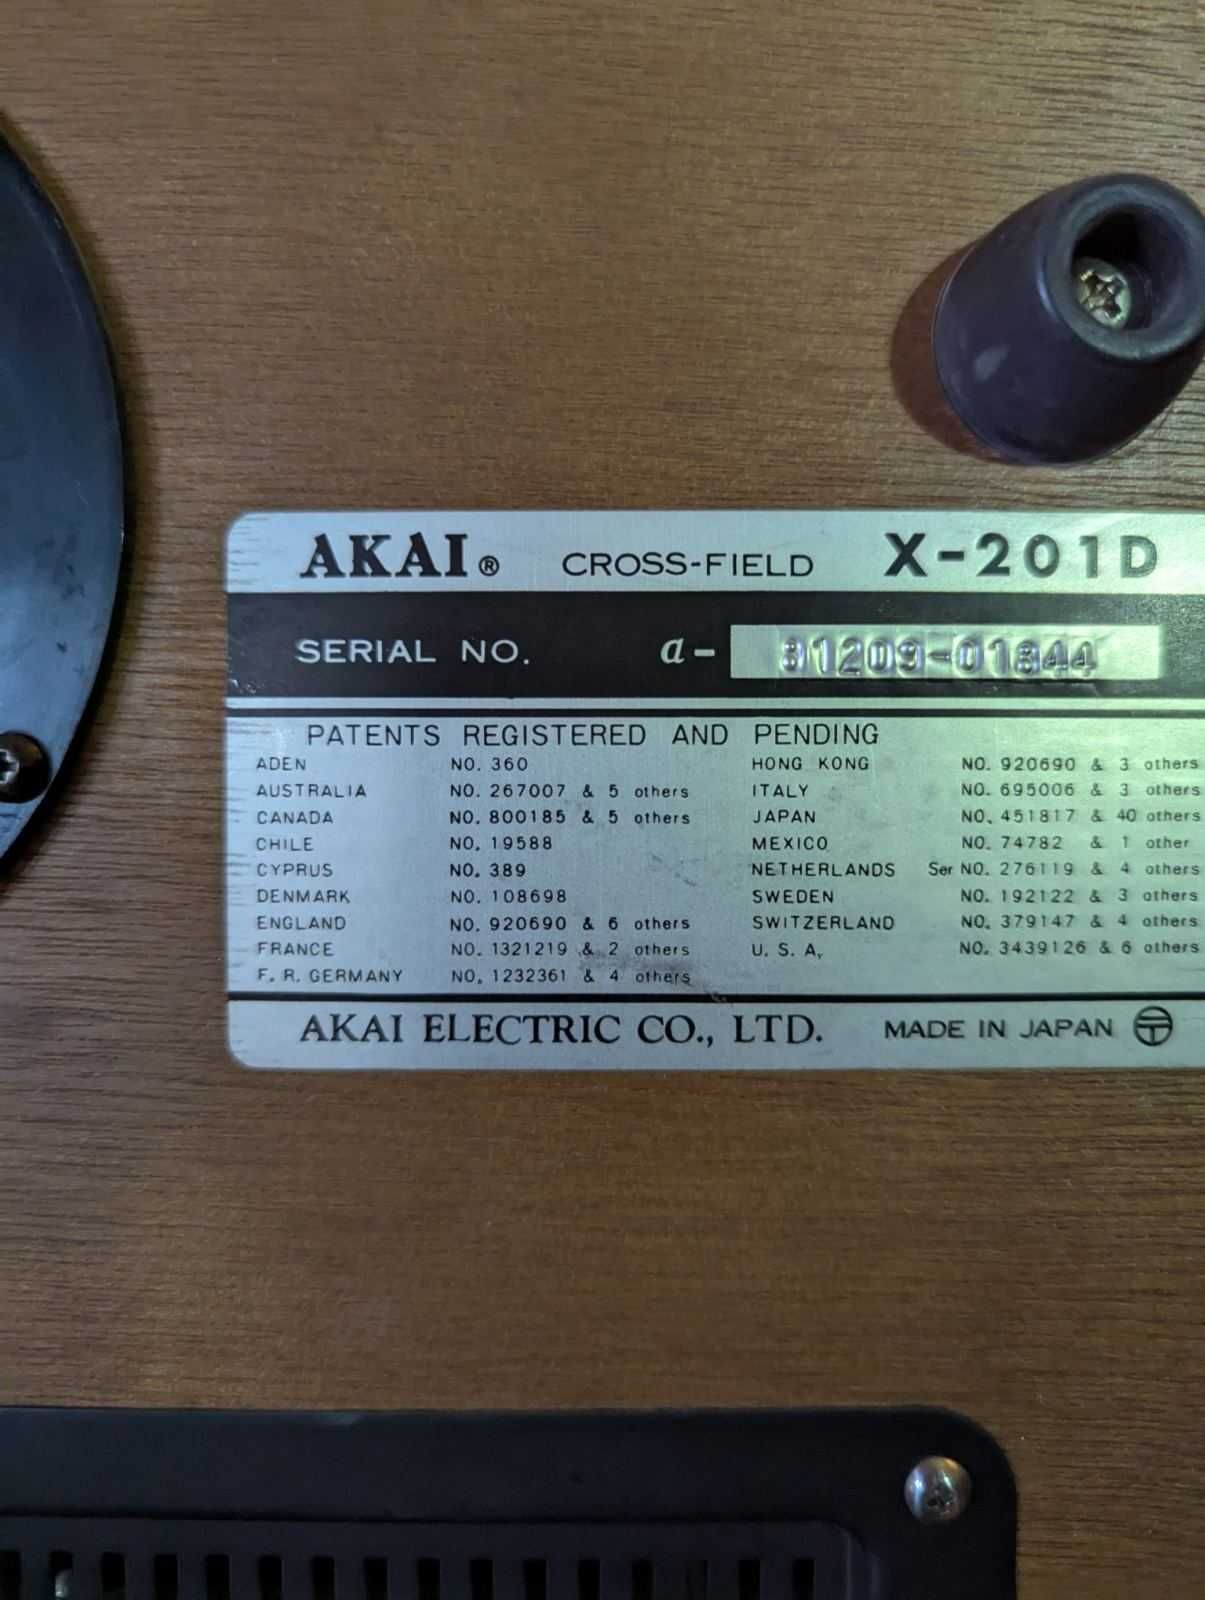 AKAI® CROSS-FIELD X-201D
SERIAL NO. a- 91209-01844
PATENTS REGISTERED AND PENDING
ADEN NO. 360 HONG KONG NO. 920690 & 3 others
AUSTRALIA NO. 267007 & 5 others ITALY NO. 695006 & 3 others
CANADA NO. 800185 & 5 others JAPAN NO. 451817 & 40 others
CHILE NO. 19588 MEXICO NO. 74782 & 1 other
CYPRUS NO. 389 NETHERLANDS Ser NO. 276119 & 4 others
DENMARK NO. 108698 SWEDEN NO. 192122 & 3 others
ENGLAND NO. 920690 & 6 others SWITZERLAND NO. 379147 & 4 others
FRANCE NO. 1321219 & 2 others U. S. A. NO. 3439126 & 6 others
F. R. GERMANY NO. 1232361 & 4 others
AKAI ELECTRIC CO., LTD. MADE IN JAPAN